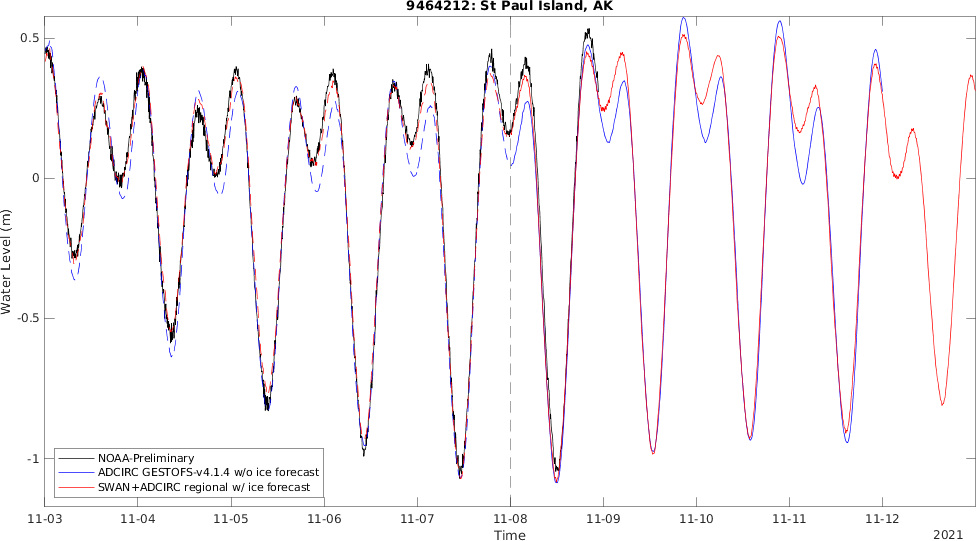 9464212: St Paul Island, AK
0.5
0
-0.5
-1
Water Level (m)
NOAA-Preliminary
ADCIRC GESTOFS-v4.1.4 w/o ice forecast
SWAN+ADCIRC regional w/ ice forecast
11-03 11-04 11-05 11-06 11-07 11-08 11-09 11-10 11-11 11-12
Time
2021